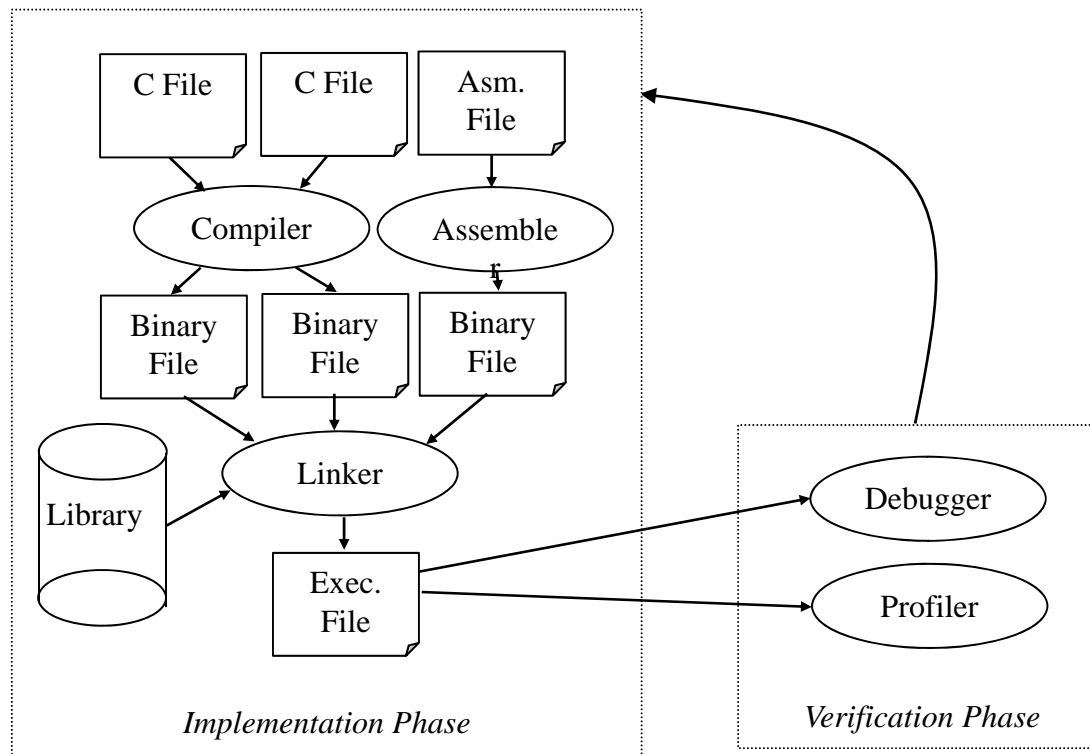 C File
C File
Asm.
File
Compiler
Assemble
r
Binary
File
Binary
File
Binary
File
Library
Linker
Debugger
Exec.
File
Profiler
Implementation Phase
Verification Phase